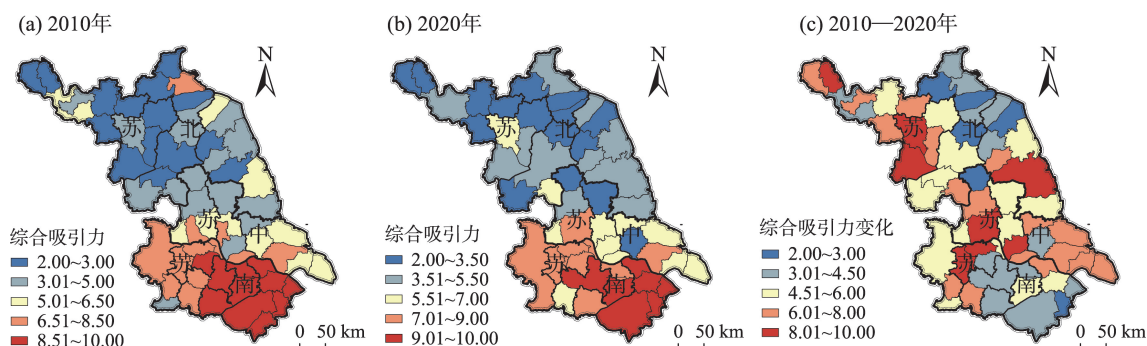 (a) 2010年
N
苏
北
苏
中
苏
南
综合吸引力
2.00~3.00
3.01~5.00
5.01~6.50
6.51~8.50
8.51~10.00
0 50 km
(b) 2020年
N
苏
北
苏
中
苏
南
综合吸引力
2.00~3.50
3.51~5.50
5.51~7.00
7.01~9.00
9.01~10.00
0 50 km
(c) 2010—2020年
N
苏
北
苏
中
苏
南
综合吸引力变化
2.00~3.00
3.01~4.50
4.51~6.00
6.01~8.00
8.01~10.00
0 50 km